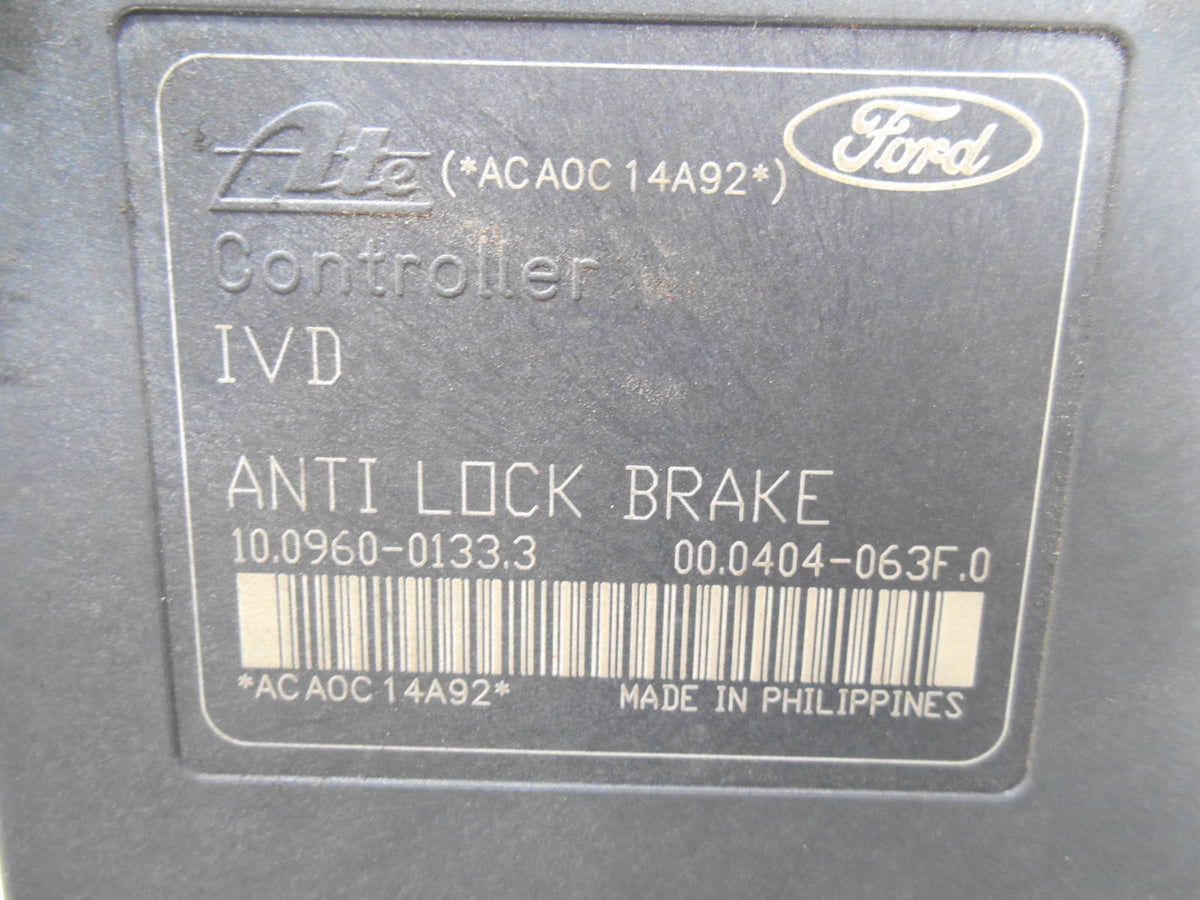 Ate (*ACA0C14A92*) Ford
Controller
IVD
ANTI LOCK BRAKE
10.0960-0133.3 00.0404-063F.0
*ACA0C14A92* MADE IN PHILIPPINES